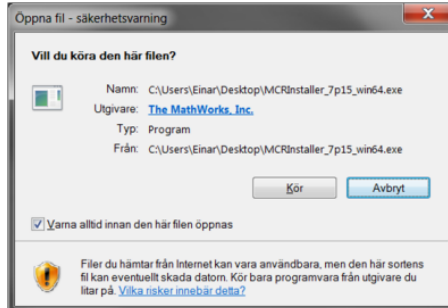 Öppna fil - säkerhetsvarning
Vill du köra den här filen?
Namn: C:\Users\Einar\Desktop\MCRInstaller_7p15_win64.exe
Utgivare: The MathWorks, Inc.
Typ: Program
Från: C:\Users\Einar\Desktop\MCRInstaller_7p15_win64.exe
Kör Avbryt
Varna alltid innan den här filen öppnas
Filer du hämtar från Internet kan vara användbara, men den här sortens
fil kan eventuellt skada datorn. Kör bara programvara från utgivare du
litar på. Vilka risker innebär detta?